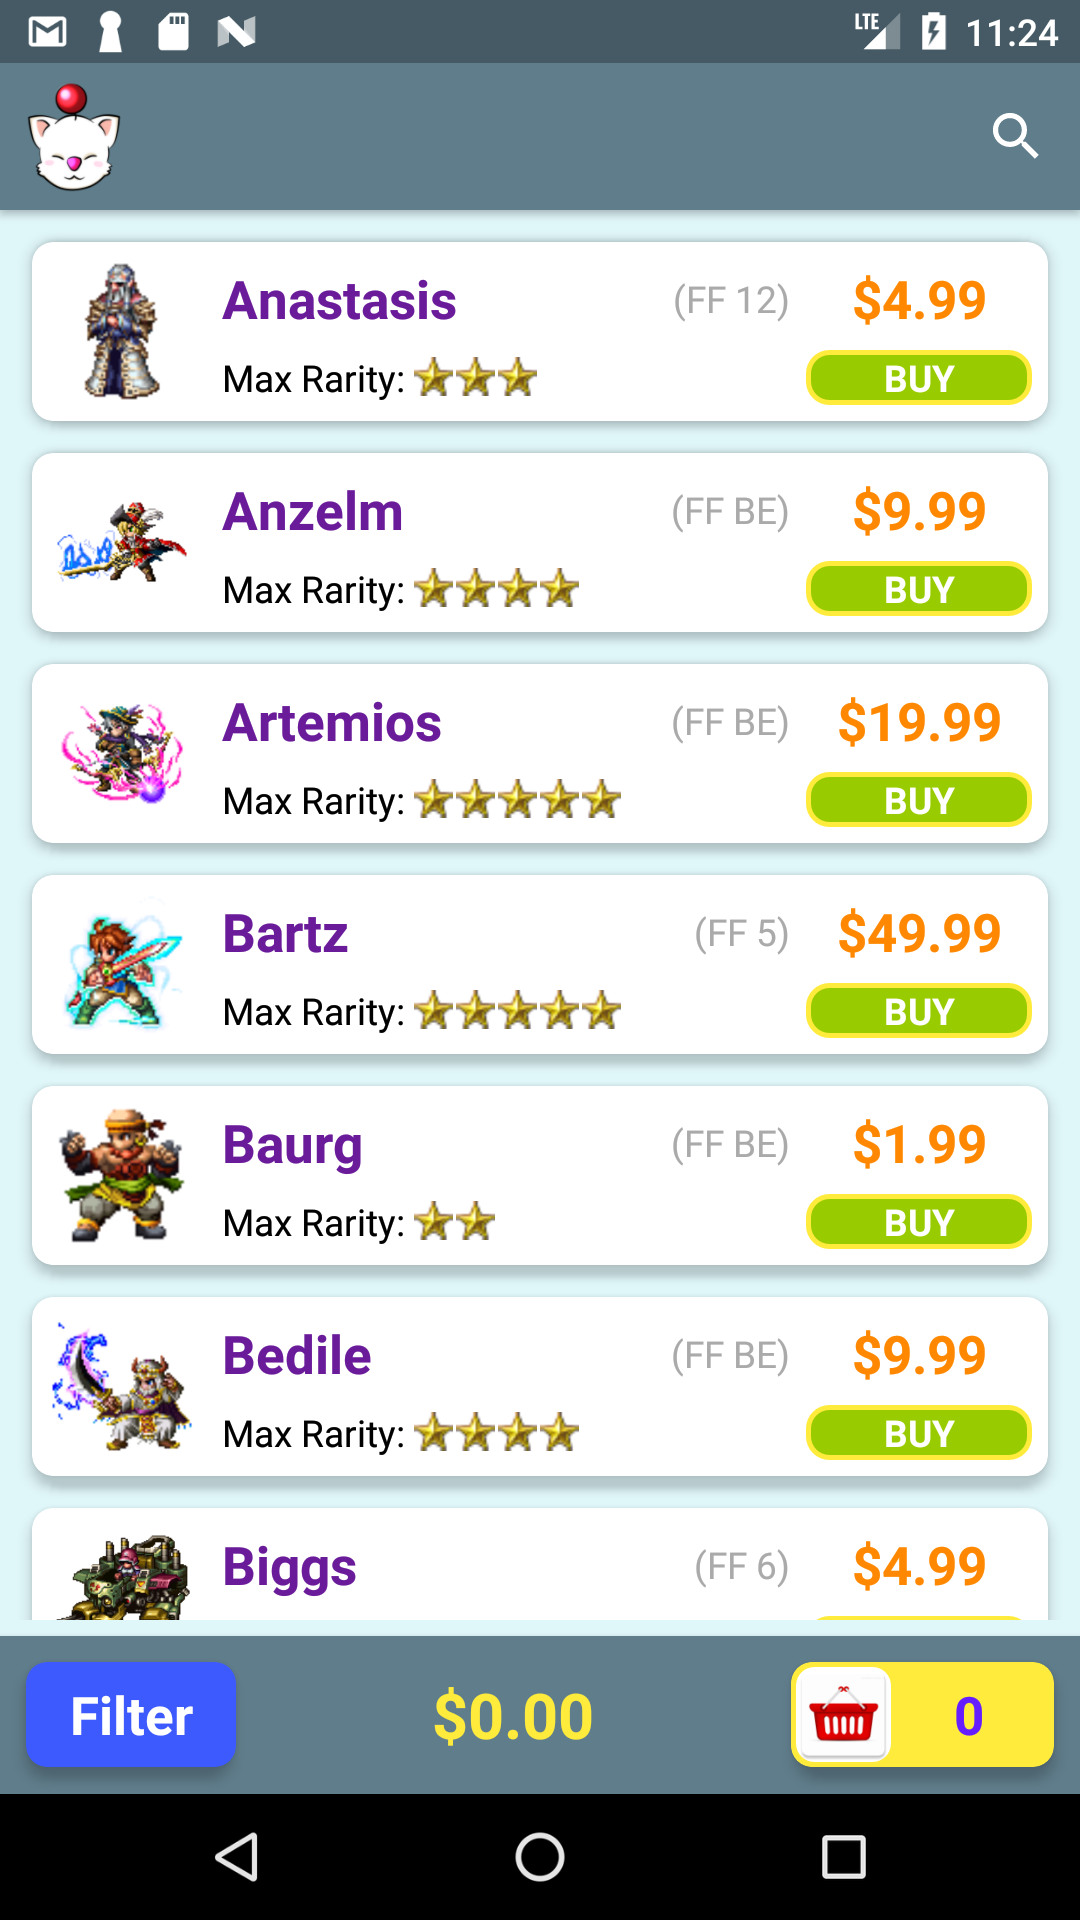 LTE 11:24
Anastasis (FF 12) $4.99
Max Rarity: BUY
Anzelm (FF BE) $9.99
Max Rarity: BUY
Artemios (FF BE) $19.99
Max Rarity: BUY
Bartz (FF 5) $49.99
Max Rarity: BUY
Baurg (FF BE) $1.99
Max Rarity: BUY
Bedile (FF BE) $9.99
Max Rarity: BUY
Biggs (FF 6) $4.99
Filter $0.00 0